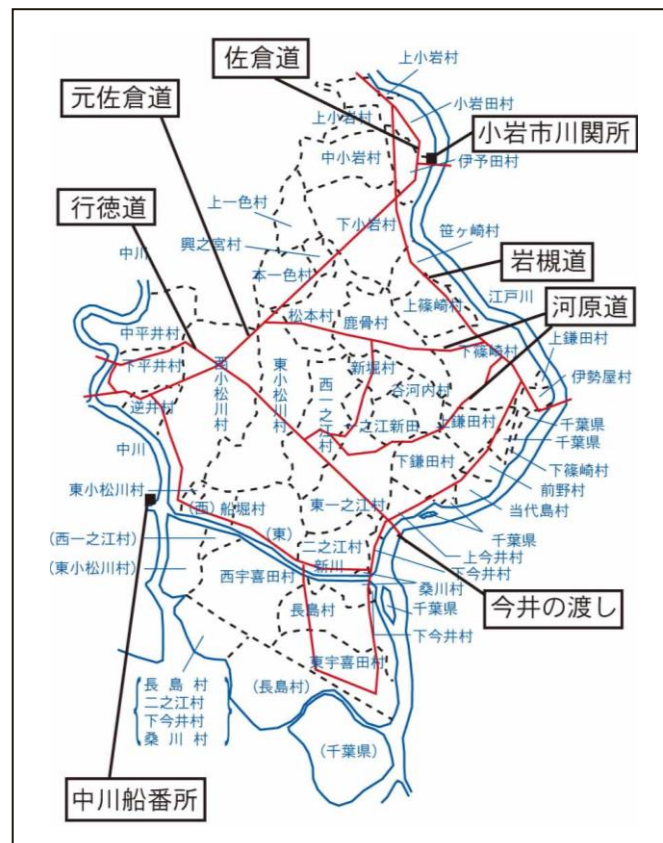 佐倉道
上小岩村
元佐倉道
小岩田村
上小岩村
小岩市川関所
中小岩村
伊予田村
行徳道
上一色村
下小岩村
笹ヶ崎村
興之宮村
中川
本一色村
岩槻道
松本村
鹿骨村
上篠崎村
江戸川
河原道
中平井村
下平井村
下篠崎村
上鎌田村
伊勢屋村
西小松川村
東小松川村
西一之江村
新堀村
谷河内村
逆井村
一之江新田
上鎌田村
千葉県
千葉県
中川
下鎌田村
下篠崎村
前野村
東小松川村
(西)船堀村
東一之江村
当代島村
(東)
千葉県
(西一之江村)
二之江村
上今井村
新川
下今井村
(東小松川村)
西宇喜田村
桑川村
長島村
千葉県
今井の渡し
下今井村
東宇喜田村
長島村
二之江村
下今井村
桑川村
(長島村)
(千葉県)
中川船番所